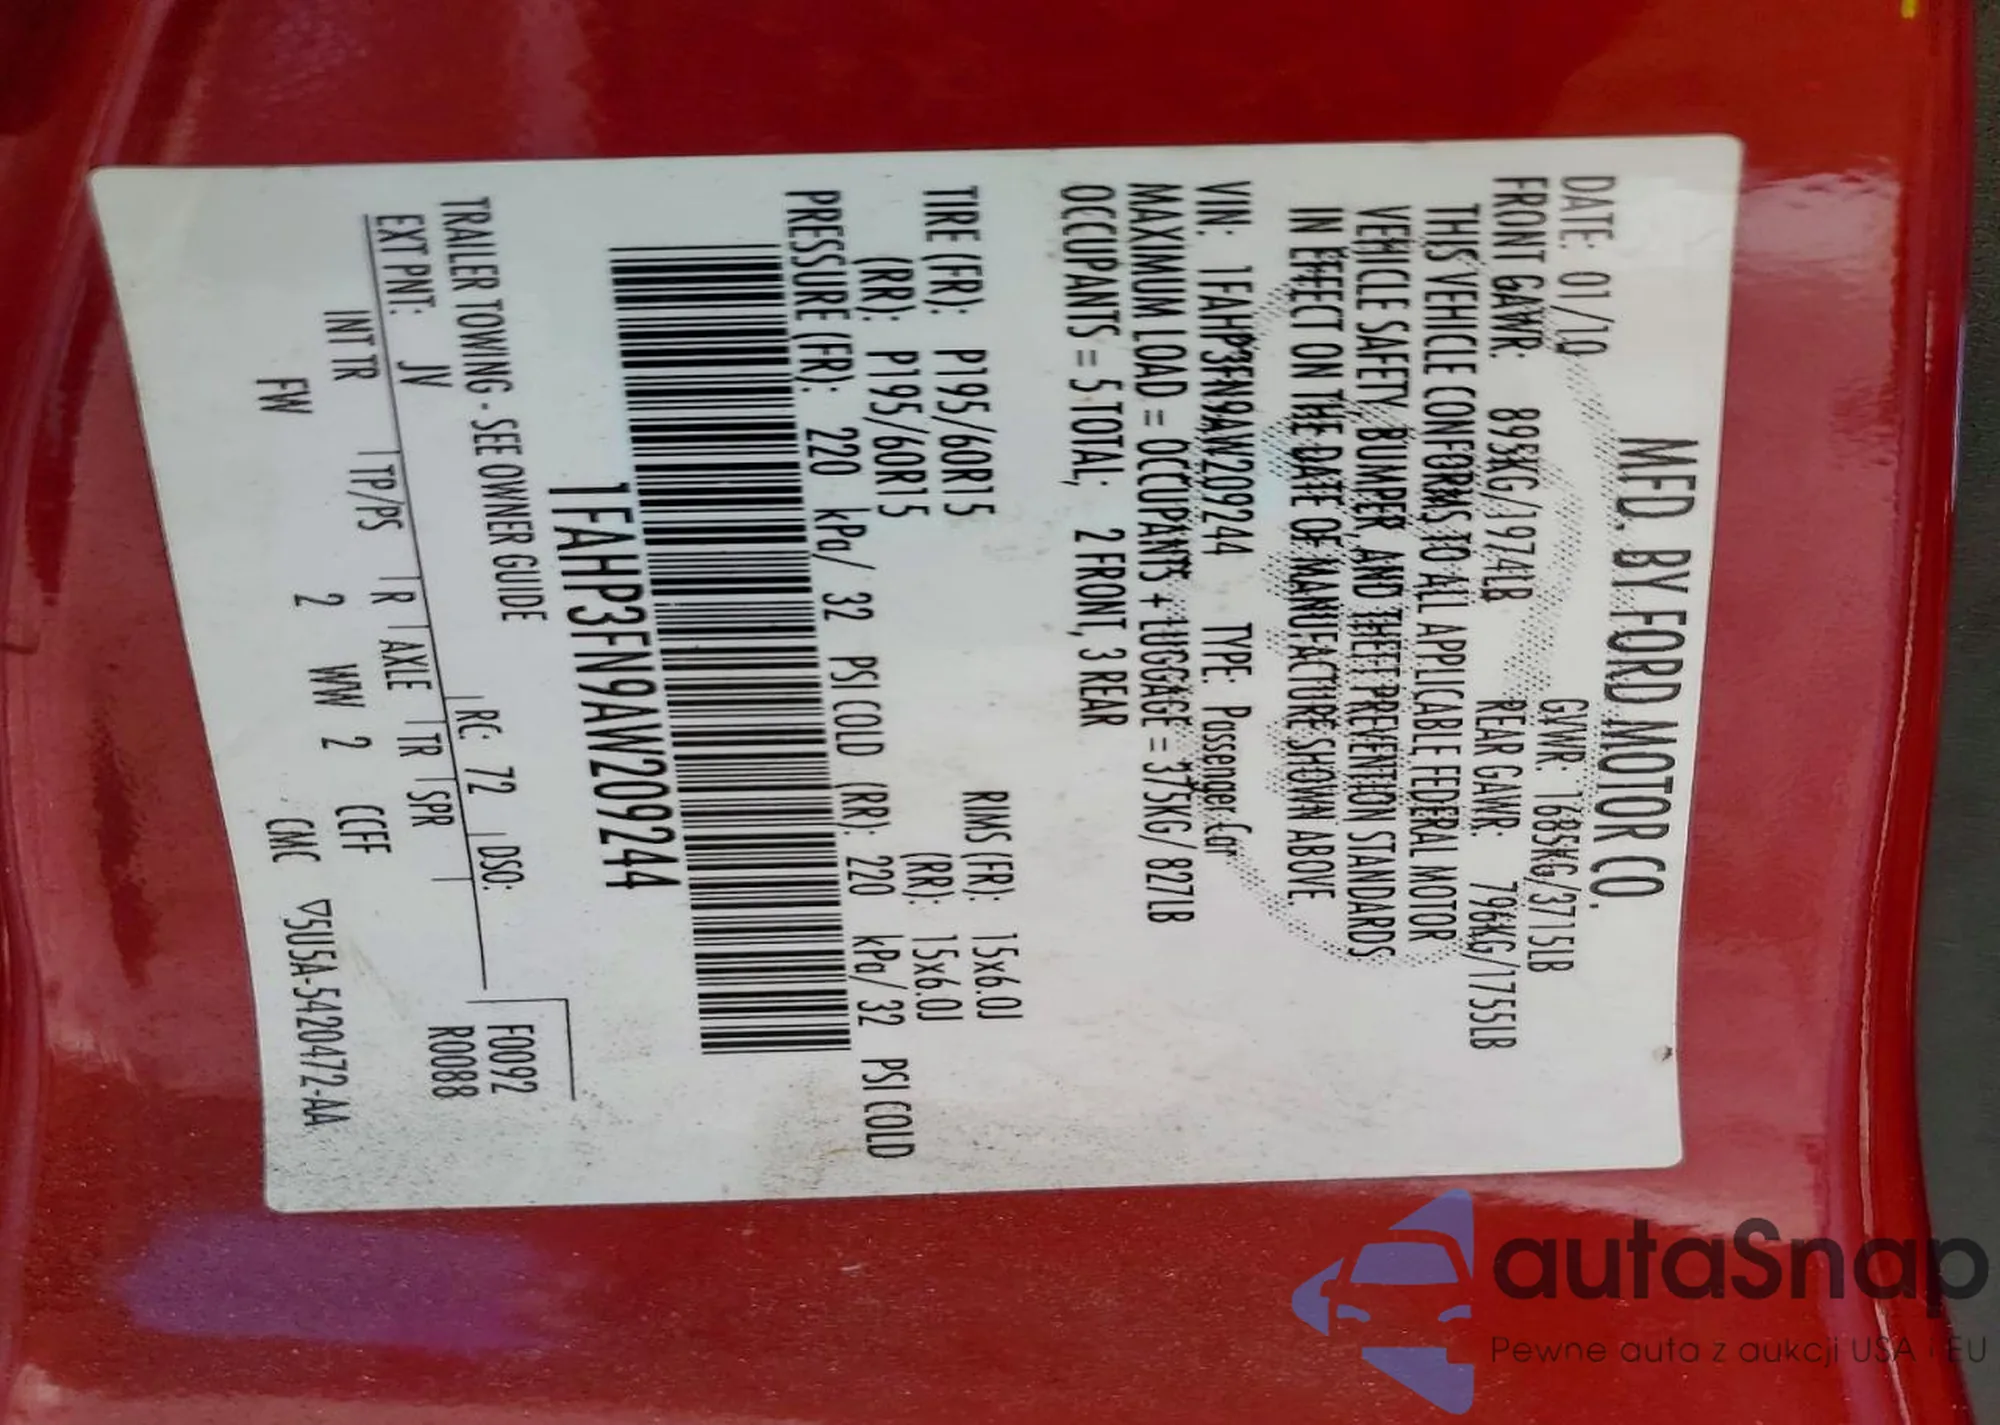 MFD. BY FORD MOTOR CO.
DATE: 01/10 GVWR: 1685KG/3715LB
FRONT GAWR: 895KG/1974LB REAR GAWR: 796KG/1755LB
THIS VEHICLE CONFORMS TO ALL APPLICABLE FEDERAL MOTOR
VEHICLE SAFETY, BUMPER, AND THEFT PREVENTION STANDARDS
IN EFFECT ON THE DATE OF MANUFACTURE SHOWN ABOVE.
VIN: 1FAHP3FN9AW209244 TYPE: Passenger Car
MAXIMUM LOAD = OCCUPANTS + LUGGAGE = 375KG/ 827LB
OCCUPANTS = 5 TOTAL; 2 FRONT, 3 REAR
TIRE (FR): P195/60R15 RIMS (FR): 15x6.0J
(RR): P195/60R15 (RR): 15x6.0J
PRESSURE (FR): 220 kPa/ 32 PSI COLD (RR): 220 kPa/ 32 PSI COLD
1FAHP3FN9AW209244
TRAILER TOWING - SEE OWNER GUIDE F0092
RC: 72 DSO: R0088
EXT PNT: JV
INT TR TP/PS R AXLE TR SPR
FW 2 WW 2 CCFF ▽5U5A-5420472-AA
2 CMC
autaSnap
Pewne auta z aukcji USA i EU